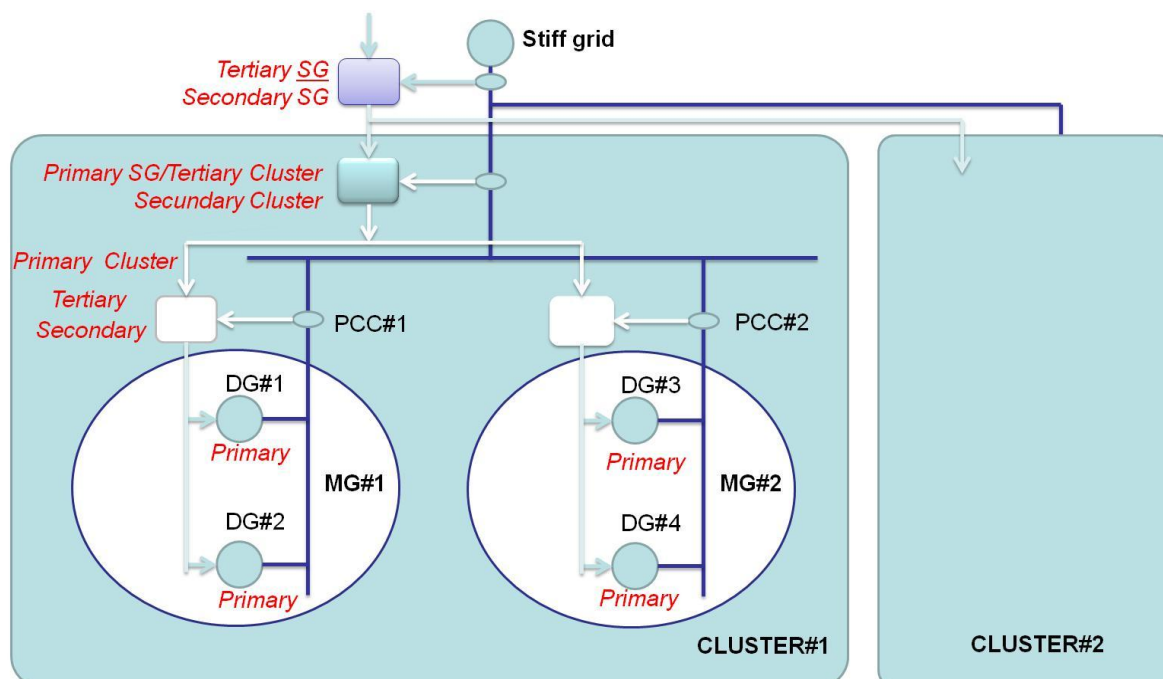 Stiff grid
Tertiary SG
Secondary SG
Primary SG/Tertiary Cluster
Secundary Cluster
Primary Cluster
Tertiary
Secondary
PCC#1
PCC#2
DG#1
Primary
MG#1
DG#2
Primary
DG#3
Primary
MG#2
DG#4
Primary
CLUSTER#1
CLUSTER#2